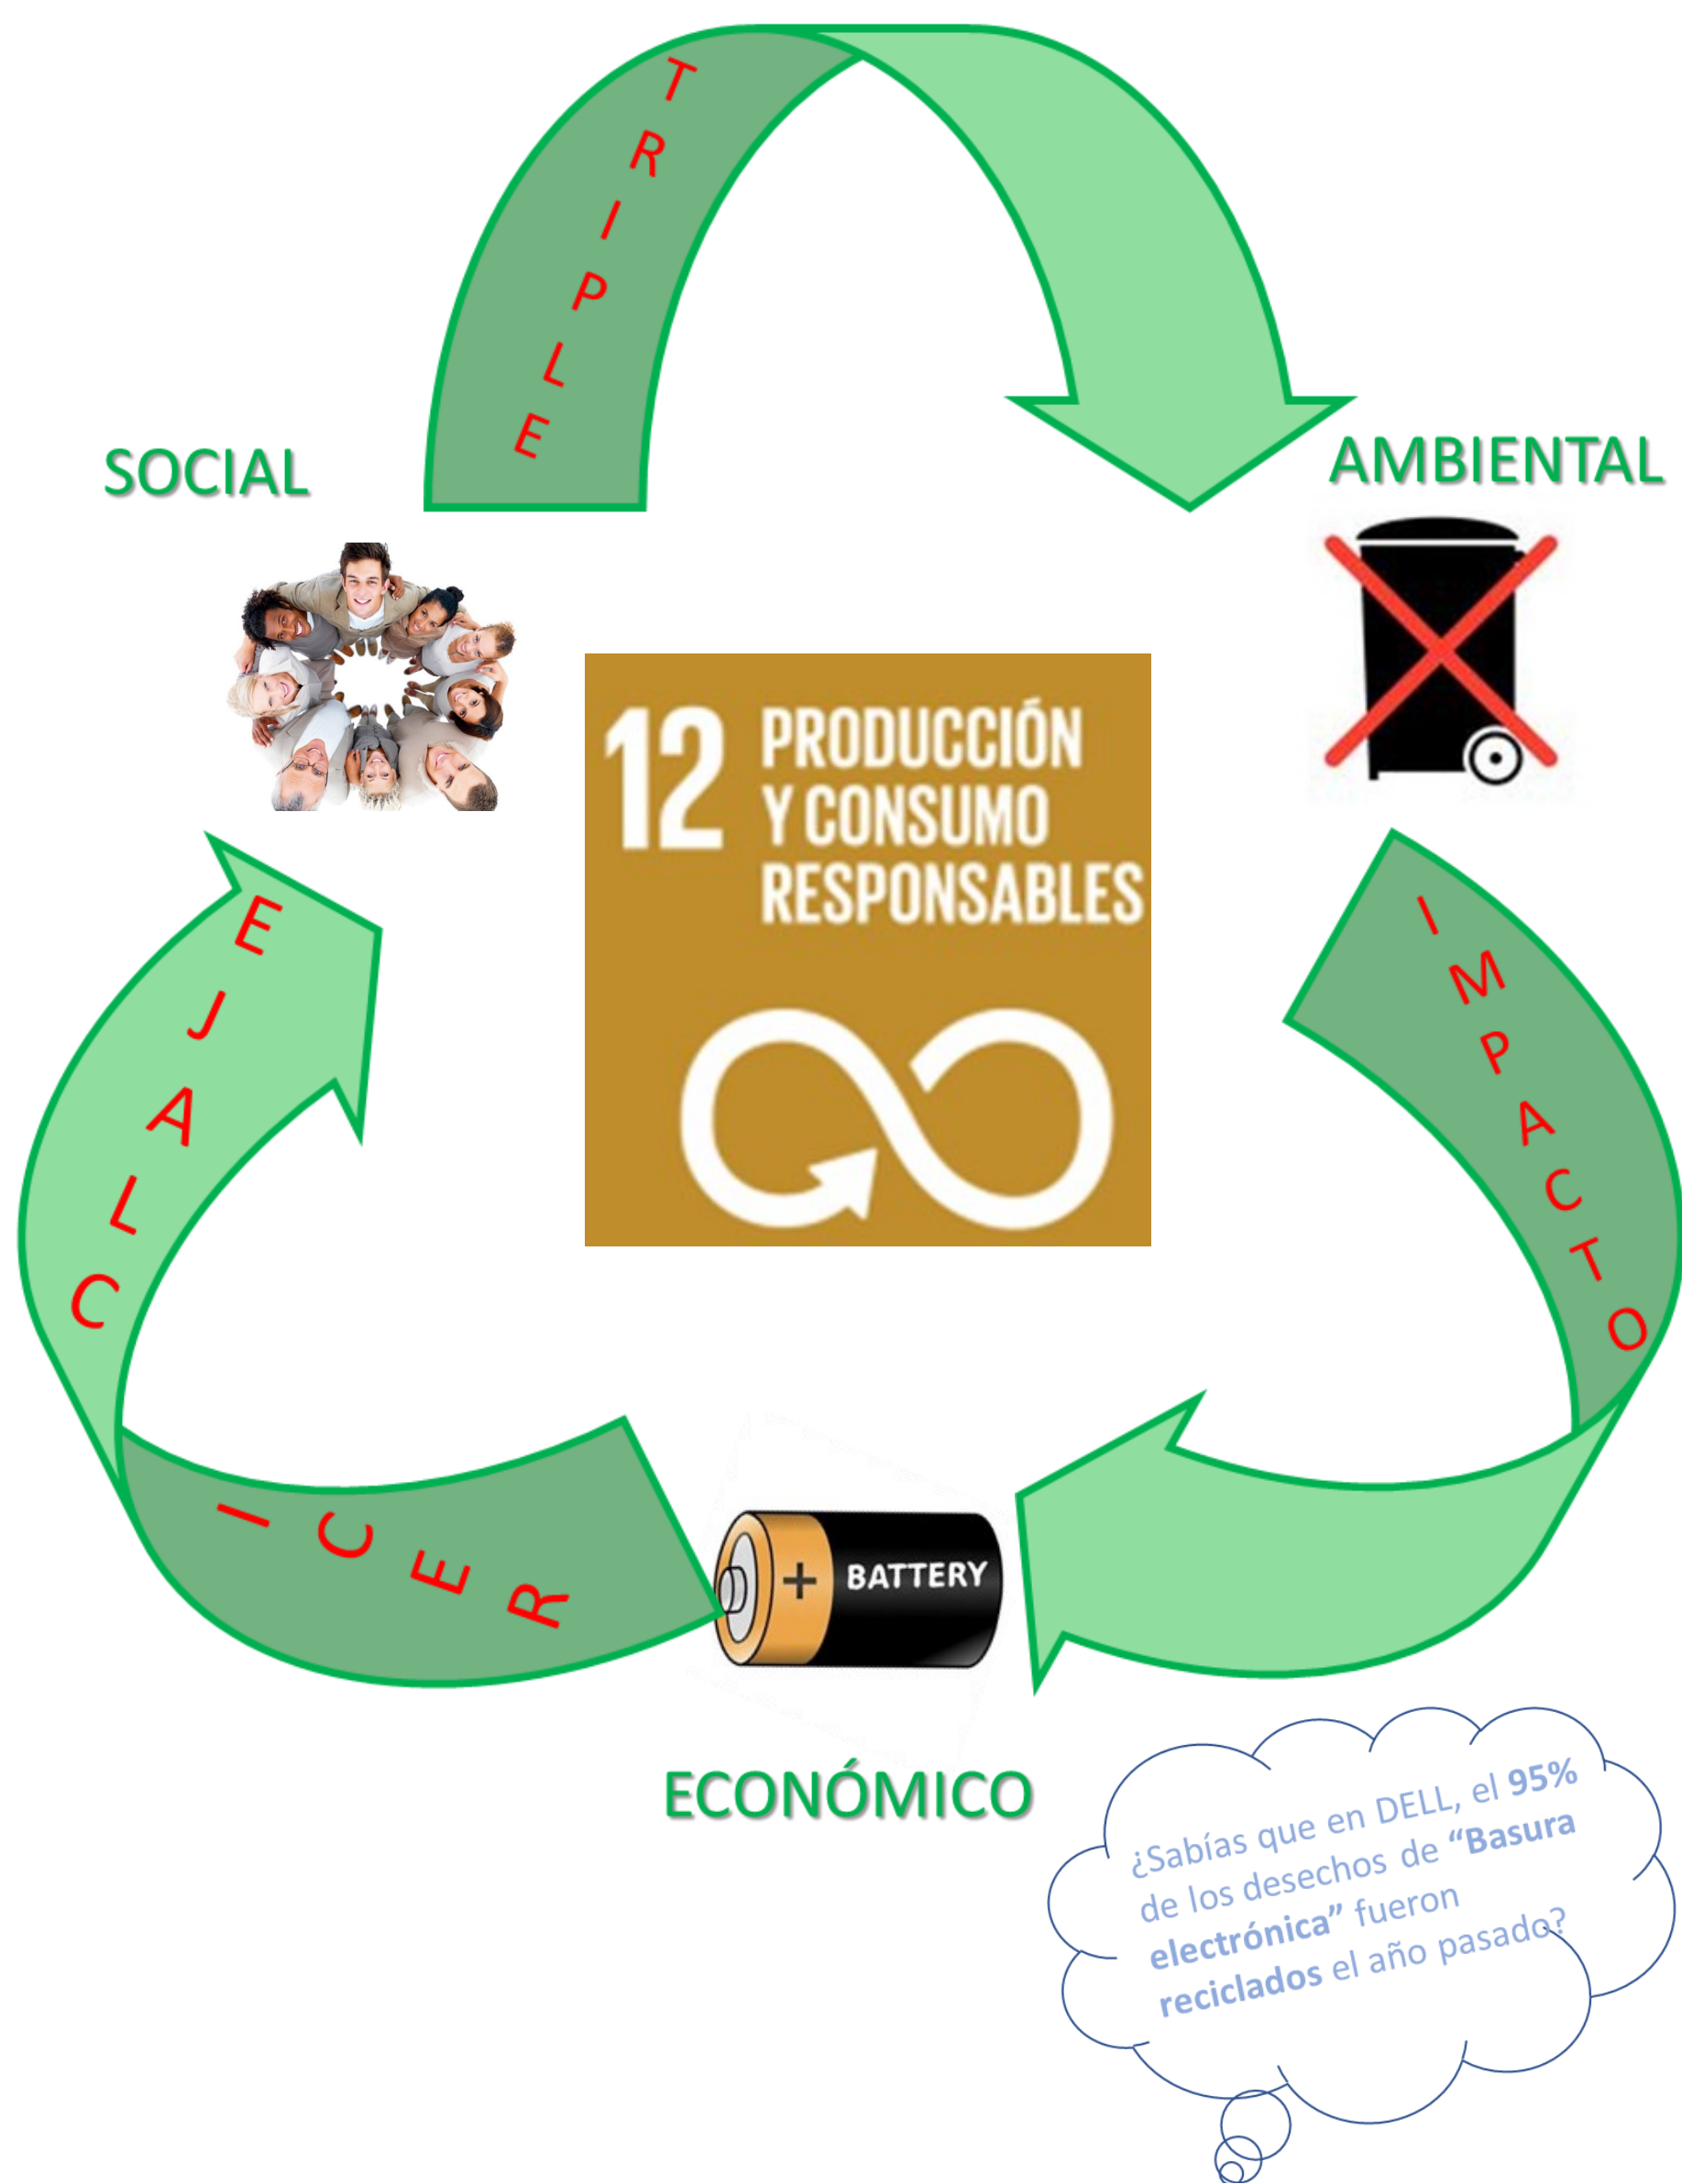 TRIPLE
SOCIAL
AMBIENTAL
12 PRODUCCIÓN
Y CONSUMO
RESPONSABLES
IMPACTO
RECICLAJE
+ BATTERY
ECONÓMICO
¿Sabías que en DELL, el 95%
de los desechos de “Basura
electrónica” fueron
reciclados el año pasado?